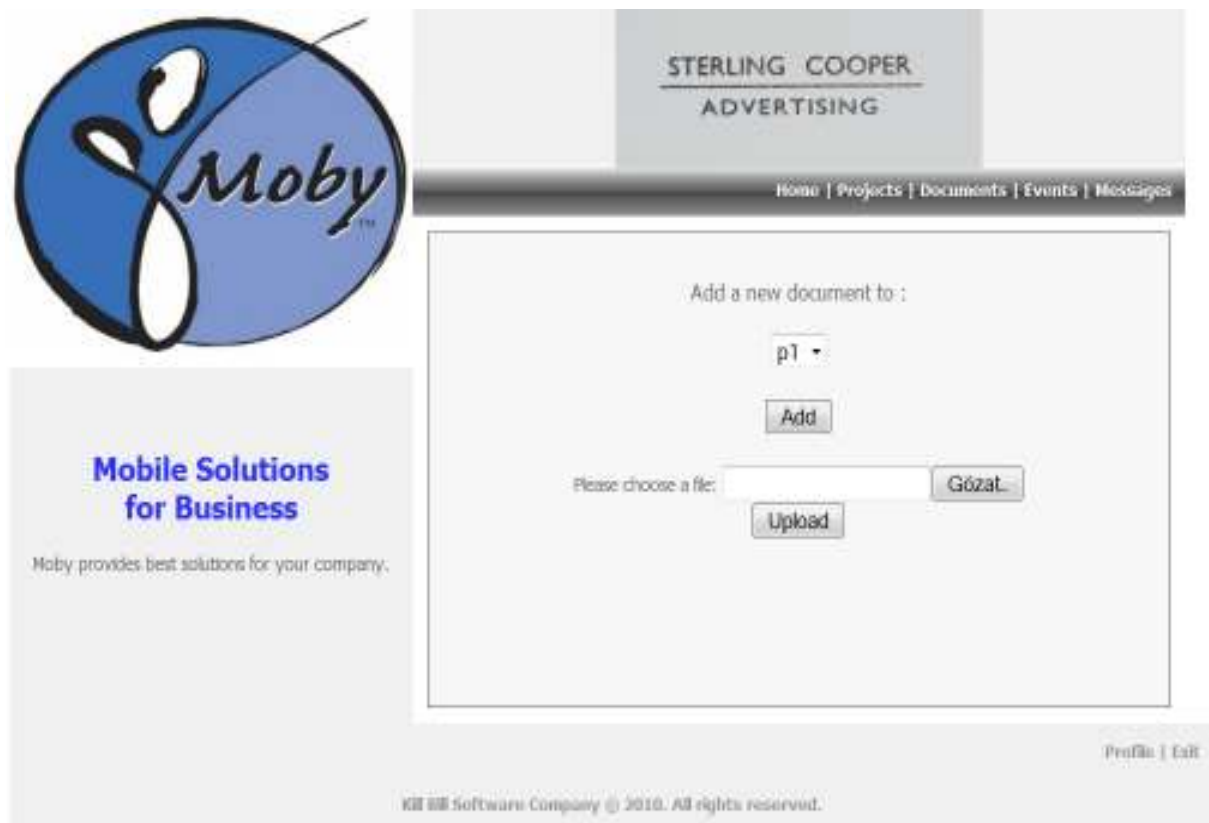 Moby
TM
STERLING COOPER
ADVERTISING
Home | Projects | Documents | Events | Messages
Add a new document to :
p1
Add
Please choose a file:
Gözat..
Upload
Mobile Solutions
for Business
Moby provides best solutions for your company.
Profile | Exit
Kill Bill Software Company © 2010. All rights reserved.